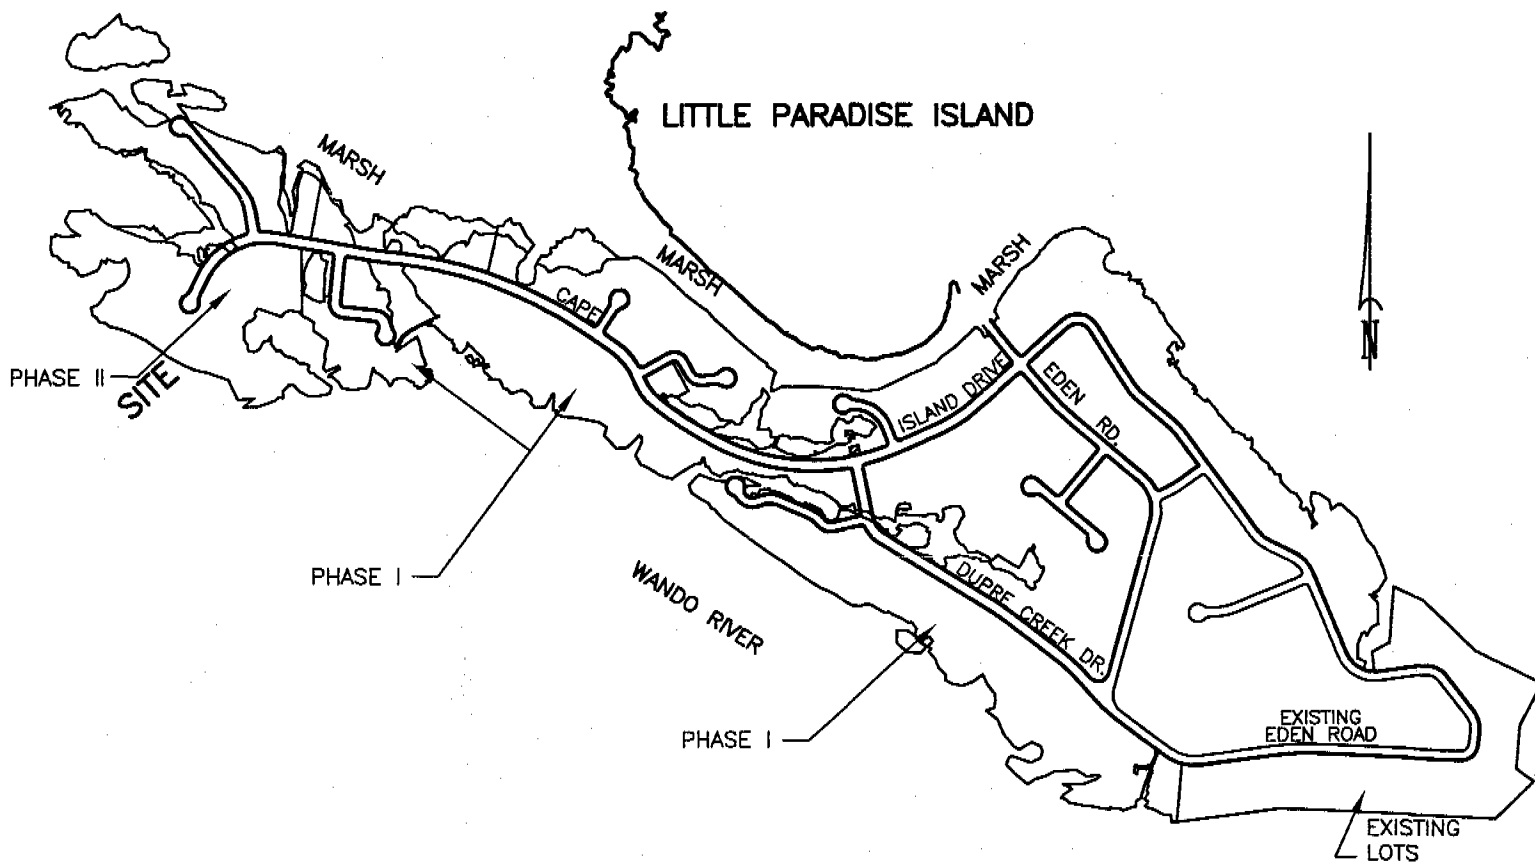 LITTLE PARADISE ISLAND
MARSH
MARSH
MARSH
CAPE
ISLAND DRIVE
EDEN RD.
PHASE II
SITE
N
PHASE I
WANDO RIVER
DUPRE CREEK DR.
PHASE I
EXISTING
EDEN ROAD
EXISTING
LOTS